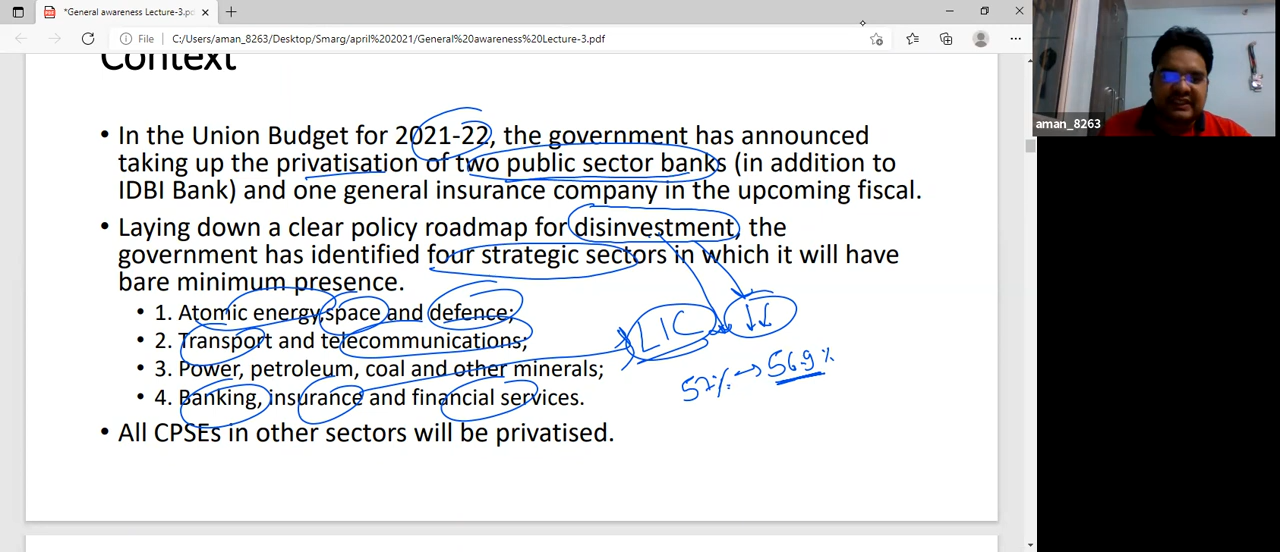 *General awareness Lecture-3.pd
File
C:/Users/aman_8263/Desktop/Smarg/april%202021/General%20awareness%20Lecture-3.pdf
aman_8263
Context
• In the Union Budget for 2021-22, the government has announced
taking up the privatisation of two public sector banks (in addition to
IDBI Bank) and one general insurance company in the upcoming fiscal.
• Laying down a clear policy roadmap for disinvestment, the
government has identified four strategic sectors in which it will have
bare minimum presence.
• 1. Atomic energy,space and defence;
• 2. Transport and telecommunications;
• 3. Power, petroleum, coal and other minerals;
• 4. Banking, insurance and financial services.
• All CPSEs in other sectors will be privatised.
LIC
↓↓
57% → 56.9%